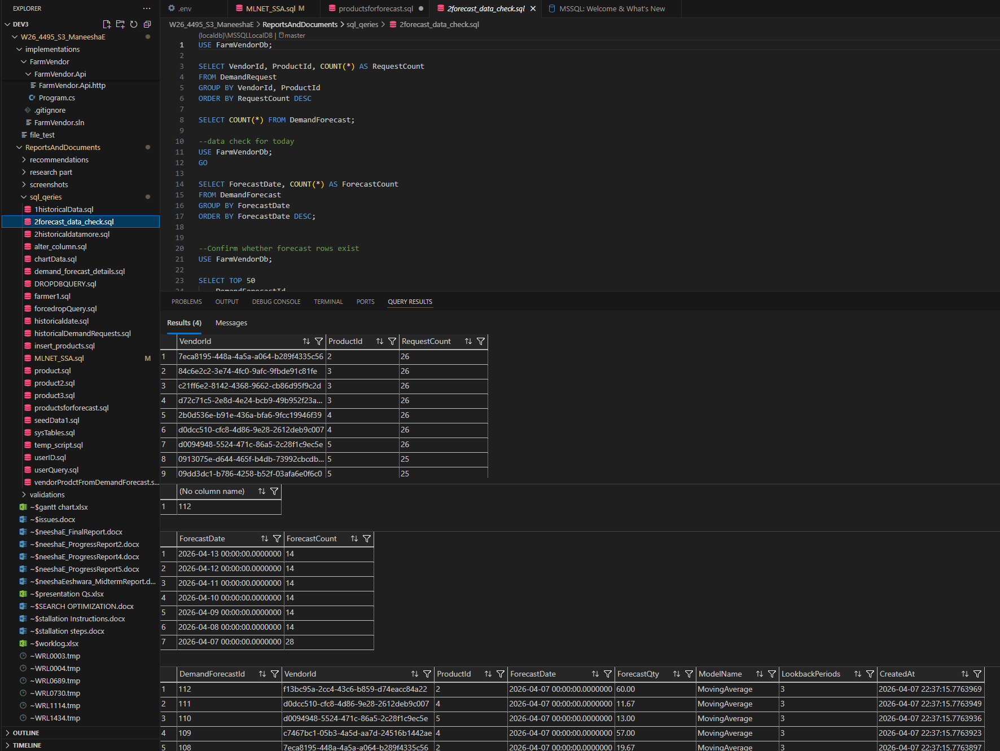 EXPLORER
DEV3
W26_4495_S3_ManeeshaE
implementations
FarmVendor
FarmVendor.Api
FarmVendor.Api.http
Program.cs
.gitignore
FarmVendor.sln
file_test
ReportsAndDocuments
recommendations
research part
screenshots
sql_qeries
1historicalData.sql
2forecast_data_check.sql
2historicaldatamore.sql
alter_column.sql
chartData.sql
demand_forecast_details.sql
DROPDBQUERY.sql
farmer1.sql
forcedropQuery.sql
historicaldate.sql
historicalDemandRequests.sql
insert_products.sql
MLNET_SSA.sql M
product.sql
product2.sql
product3.sql
productsforforecast.sql
seedData1.sql
sysTables.sql
temp_script.sql
userID.sql
userQuery.sql
vendorProdctFromDemandForecast.s...
validations
~$gantt chart.xlsx
~$issues.docx
~$neeshaE_FinalReport.docx
~$neeshaE_ProgressReport2.docx
~$neeshaE_ProgressReport4.docx
~$neeshaE_ProgressReport5.docx
~$neeshaEeshwara_MidtermReport.d...
~$presentation Qs.xlsx
~$SEARCH OPTIMIZATION.docx
~$stallation Instructions.docx
~$stallation steps.docx
~$worklog.xlsx
~WRL0003.tmp
~WRL0004.tmp
~WRL0689.tmp
~WRL0730.tmp
~WRL1114.tmp
~WRL1434.tmp
OUTLINE
TIMELINE
.env MLNET_SSA.sql M productsforforecast.sql 2forecast_data_check.sql MSSQL: Welcome & What's New
W26_4495_S3_ManeeshaE > ReportsAndDocuments > sql_qeries > 2forecast_data_check.sql
(localdb)\MSSQLLocalDB | master
1 USE FarmVendorDb;
2
3 SELECT VendorId, ProductId, COUNT(*) AS RequestCount
4 FROM DemandRequest
5 GROUP BY VendorId, ProductId
6 ORDER BY RequestCount DESC
7
8 SELECT COUNT(*) FROM DemandForecast;
9
10 --data check for today
11 USE FarmVendorDb;
12 GO
13
14 SELECT ForecastDate, COUNT(*) AS ForecastCount
15 FROM DemandForecast
16 GROUP BY ForecastDate
17 ORDER BY ForecastDate DESC;
18
19
20 --Confirm whether forecast rows exist
21 USE FarmVendorDb;
22
23 SELECT TOP 50
24 DemandForecastId
PROBLEMS OUTPUT DEBUG CONSOLE TERMINAL PORTS QUERY RESULTS
Results (4) Messages
VendorId ProductId RequestCount
1 7eca8195-448a-4a5a-a064-b289f4335c56 2 26
2 84c6e2c2-3e74-4fc0-9afc-9fbde91c81fe 3 26
3 c21ff6e2-8142-4368-9662-cb86d95f9c2d 3 26
4 d72c71c5-2e8d-4e24-bcb9-49b952f23a... 3 26
5 2b0d536e-b91e-436a-bfa6-9fcc19946f39 4 26
6 d0dcc510-cfc8-4d86-9e28-2612deb9c007 4 26
7 d0094948-5524-471c-86a5-2c28f1c9ec5e 5 26
8 0913075e-d644-465f-b4db-73992cbcdb... 5 25
9 09dd3dc1-b786-4258-b52f-03afa6e0f6c0 5 25
(No column name)
1 112
ForecastDate ForecastCount
1 2026-04-13 00:00:00.0000000 14
2 2026-04-12 00:00:00.0000000 14
3 2026-04-11 00:00:00.0000000 14
4 2026-04-10 00:00:00.0000000 14
5 2026-04-09 00:00:00.0000000 14
6 2026-04-08 00:00:00.0000000 14
7 2026-04-07 00:00:00.0000000 28
DemandForecastId VendorId ProductId ForecastDate ForecastQty ModelName LookbackPeriods CreatedAt
1 112 f13bc95a-2cc4-43c6-b859-d74eacc84a22 2 2026-04-07 00:00:00.0000000 60.00 MovingAverage 3 2026-04-07 22:37:15.7763969
2 111 d0dcc510-cfc8-4d86-9e28-2612deb9c007 4 2026-04-07 00:00:00.0000000 11.67 MovingAverage 3 2026-04-07 22:37:15.7763949
3 110 d0094948-5524-471c-86a5-2c28f1c9ec5e 5 2026-04-07 00:00:00.0000000 13.00 MovingAverage 3 2026-04-07 22:37:15.7763936
4 109 c7467bc1-05b3-4a5d-aa7d-24516b1442ae 4 2026-04-07 00:00:00.0000000 57.00 MovingAverage 3 2026-04-07 22:37:15.7763923
5 108 7eca8195-448a-4a5a-a064-b289f4335c56 2 2026-04-07 00:00:00.0000000 19.67 MovingAverage 3 2026-04-07 22:37:15.7763897